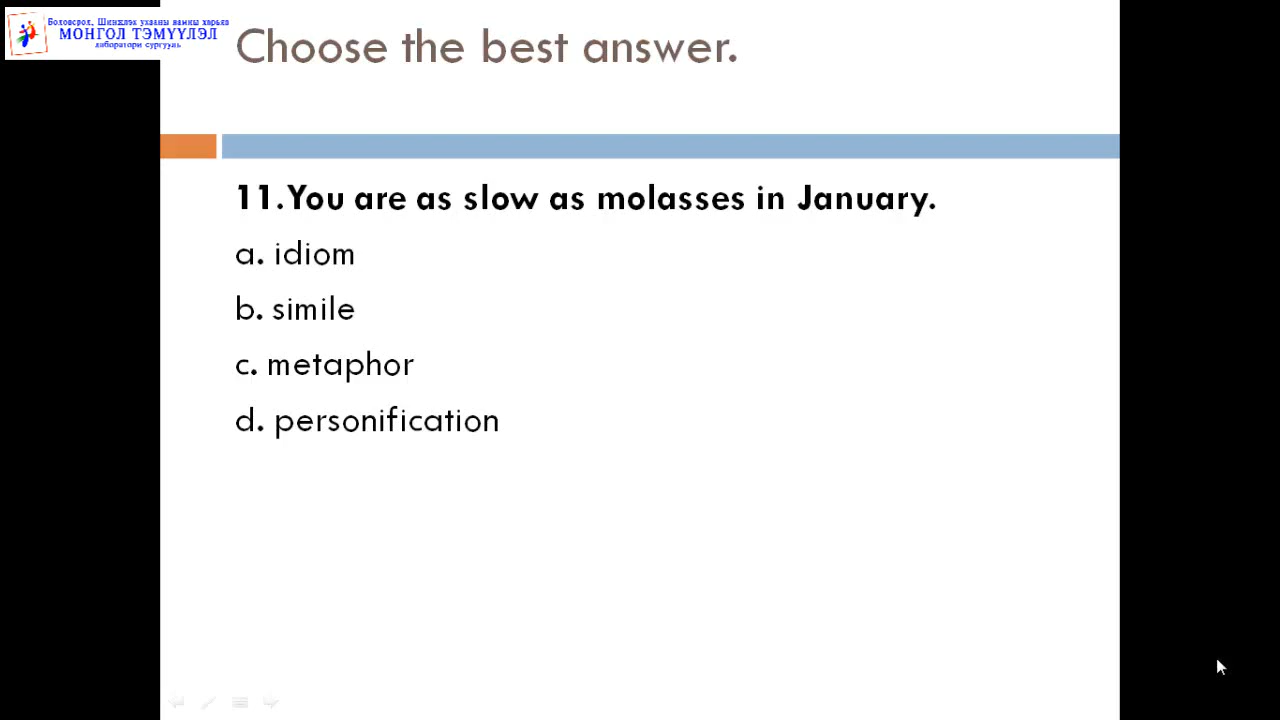 Боловсрол, Шинжлэх ухааны яамны харьяа
МОНГОЛ ТЭМҮҮЛЭЛ
лаборатори сургууль
Choose the best answer.
11.You are as slow as molasses in January.
a. idiom
b. simile
c. metaphor
d. personification